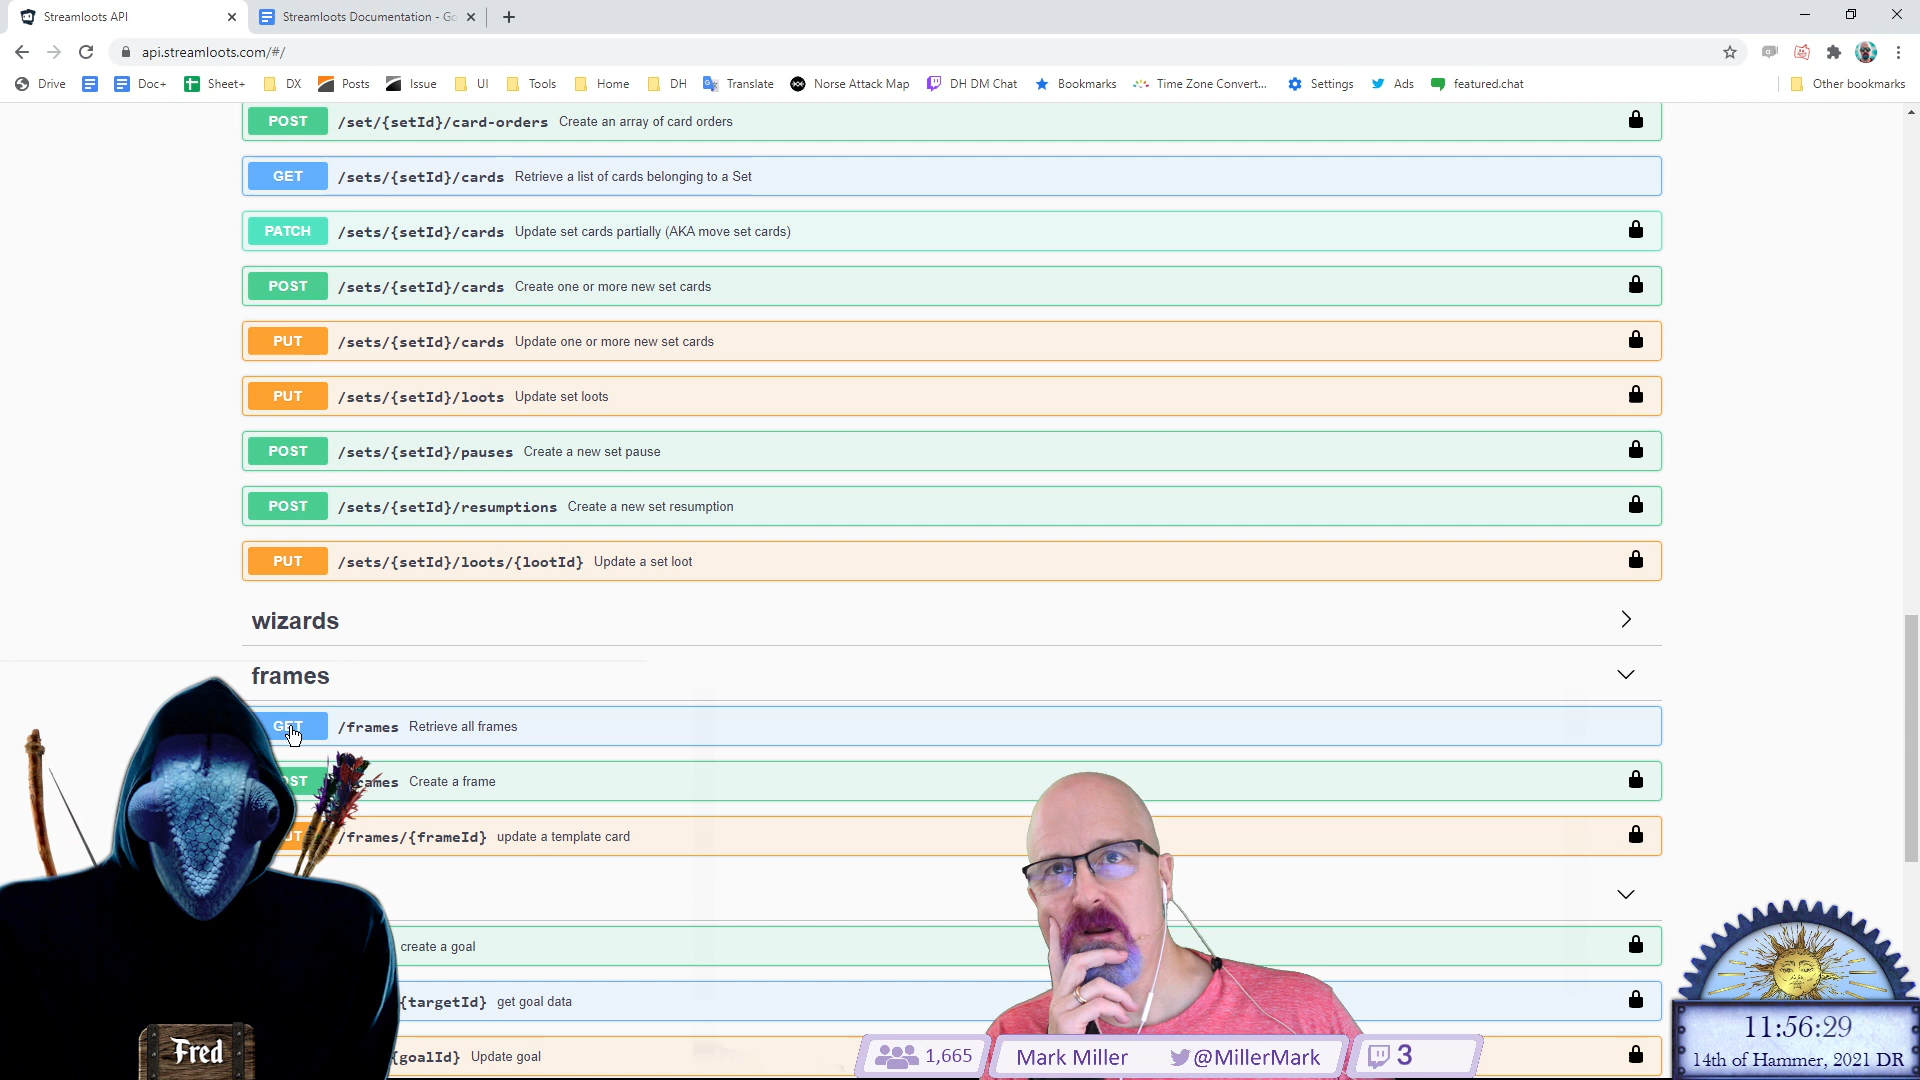 Streamloots API
Streamloots Documentation - Go
api.streamloots.com/#/
Drive Doc+ Sheet+ DX Posts Issue UI Tools Home DH Translate Norse Attack Map DH DM Chat Bookmarks Time Zone Convert... Settings Ads featured.chat Other bookmarks
POST /set/{setId}/card-orders Create an array of card orders
GET /sets/{setId}/cards Retrieve a list of cards belonging to a Set
PATCH /sets/{setId}/cards Update set cards partially (AKA move set cards)
POST /sets/{setId}/cards Create one or more new set cards
PUT /sets/{setId}/cards Update one or more new set cards
PUT /sets/{setId}/loots Update set loots
POST /sets/{setId}/pauses Create a new set pause
POST /sets/{setId}/resumptions Create a new set resumption
PUT /sets/{setId}/loots/{lootId} Update a set loot
wizards
frames
GET /frames Retrieve all frames
OST ames Create a frame
UT /frames/{frameId} update a template card
create a goal
{targetId} get goal data
{goalId} Update goal
Fred
1,665
Mark Miller @MillerMark
3
11:56:29
14th of Hammer, 2021 DR